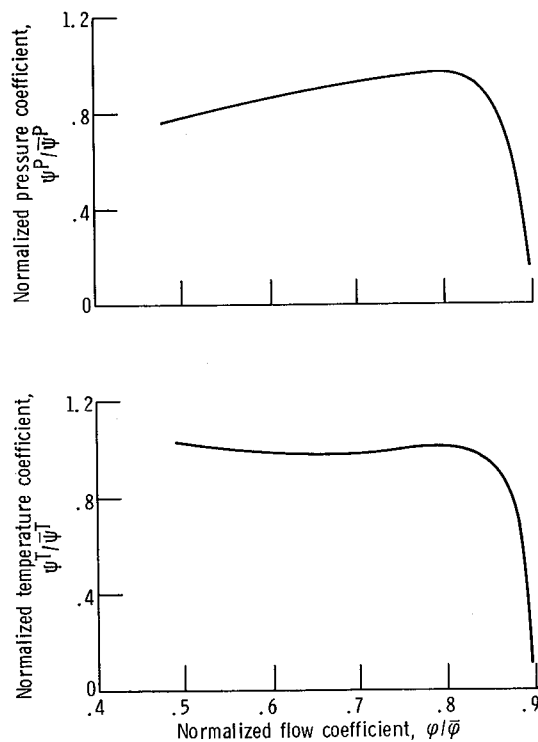 Normalized pressure coefficient,
ψᴾ/ψ̄ᴾ
1.2
.8
.4
0
Normalized temperature coefficient,
ψᵀ/ψ̄ᵀ
1.2
.8
.4
0
.4 .5 .6 .7 .8 .9
Normalized flow coefficient, φ/φ̄